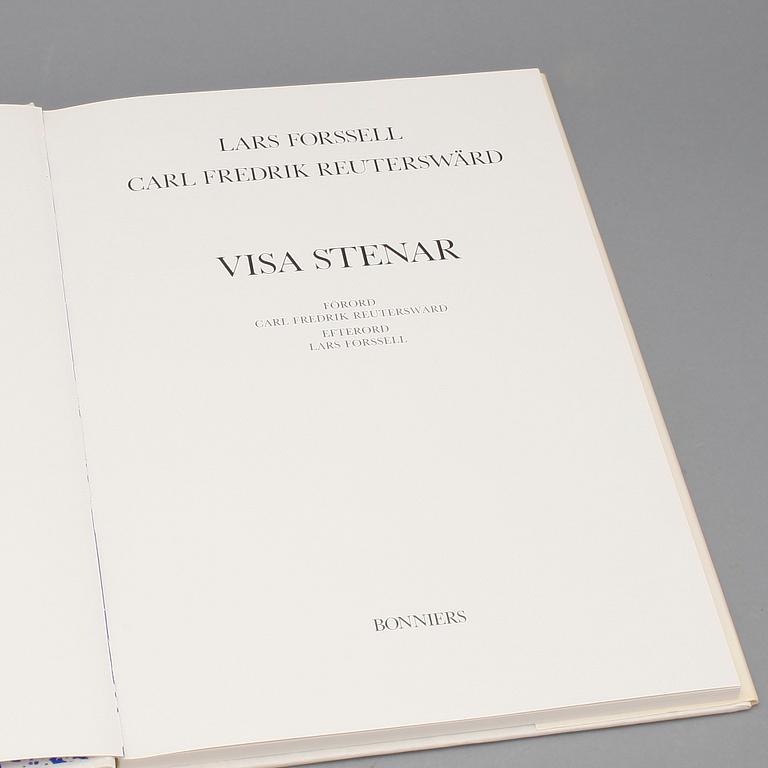 LARS FORSSELL
CARL FREDRIK REUTERSWÄRD
VISA STENAR
FÖRORD
CARL FREDRIK REUTERSWÄRD
EFTERORD
LARS FORSSELL
BONNIERS